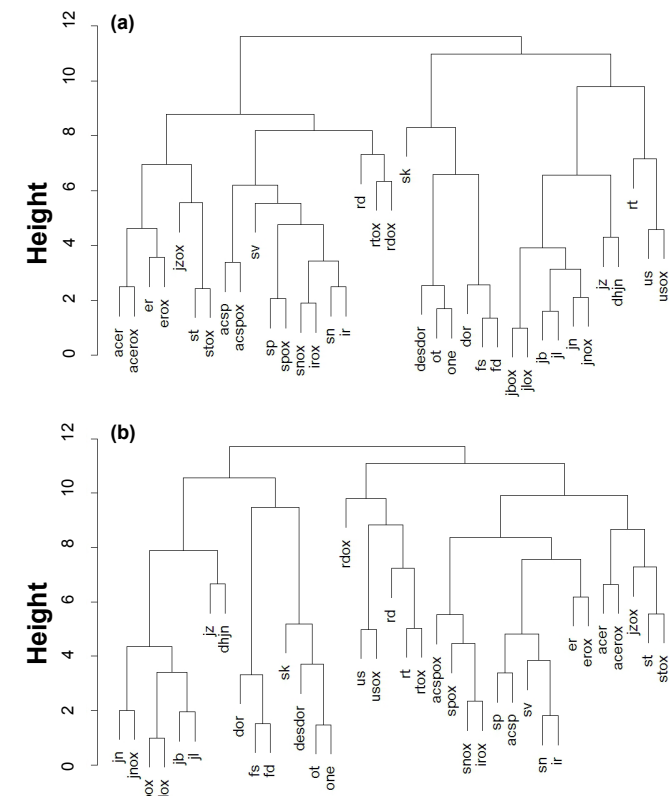 (a)
Height
12
10
8
6
4
2
0
acer
acerox
er
erox
jzox
st
stox
acsp
acspox
sv
sp
spox
snox
irox
sn
ir
rd
rtox
rdox
sk
desdor
ot
one
dor
fs
fd
jbox
jlox
jb
jl
jn
jnox
jz
dhjn
rt
us
usox
(b)
Height
12
10
8
6
4
2
0
jn
jnox
oox
lox
jb
jl
jz
dhjn
dor
fs
fd
sk
desdor
ot
one
rdox
us
usox
rd
rt
rtox
acspox
spox
snox
irox
sp
acsp
sv
sn
ir
er
erox
acer
acerox
jzox
st
stox